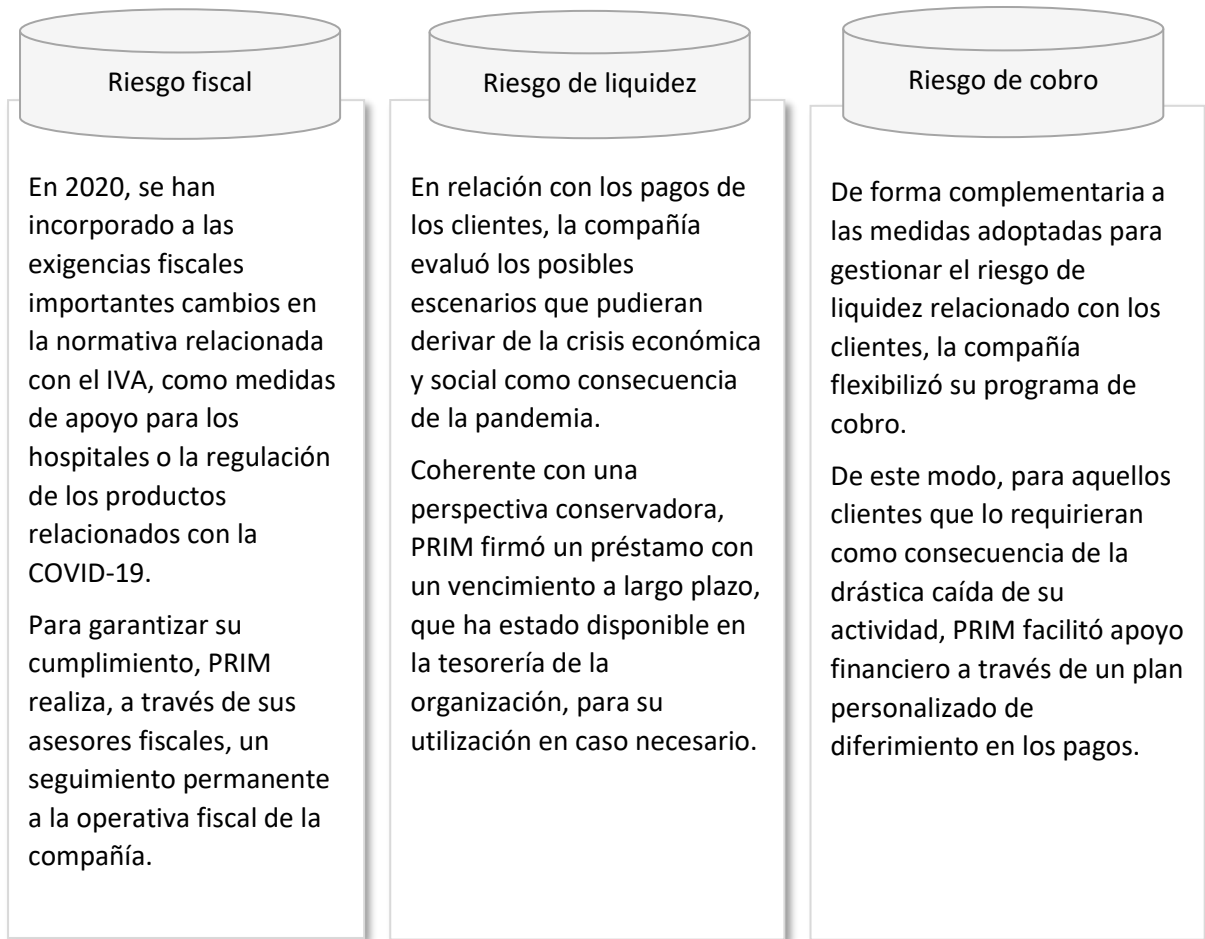 Riesgo fiscal
En 2020, se han
incorporado a las
exigencias fiscales
importantes cambios en
la normativa relacionada
con el IVA, como medidas
de apoyo para los
hospitales o la regulación
de los productos
relacionados con la
COVID-19.
Para garantizar su
cumplimiento, PRIM
realiza, a través de sus
asesores fiscales, un
seguimiento permanente
a la operativa fiscal de la
compañía.
Riesgo de liquidez
En relación con los pagos de
los clientes, la compañía
evaluó los posibles
escenarios que pudieran
derivar de la crisis económica
y social como consecuencia
de la pandemia.
Coherente con una
perspectiva conservadora,
PRIM firmó un préstamo con
un vencimiento a largo plazo,
que ha estado disponible en
la tesorería de la
organización, para su
utilización en caso necesario.
Riesgo de cobro
De forma complementaria a
las medidas adoptadas para
gestionar el riesgo de
liquidez relacionado con los
clientes, la compañía
flexibilizó su programa de
cobro.
De este modo, para aquellos
clientes que lo requirieran
como consecuencia de la
drástica caída de su
actividad, PRIM facilitó apoyo
financiero a través de un plan
personalizado de
diferimiento en los pagos.